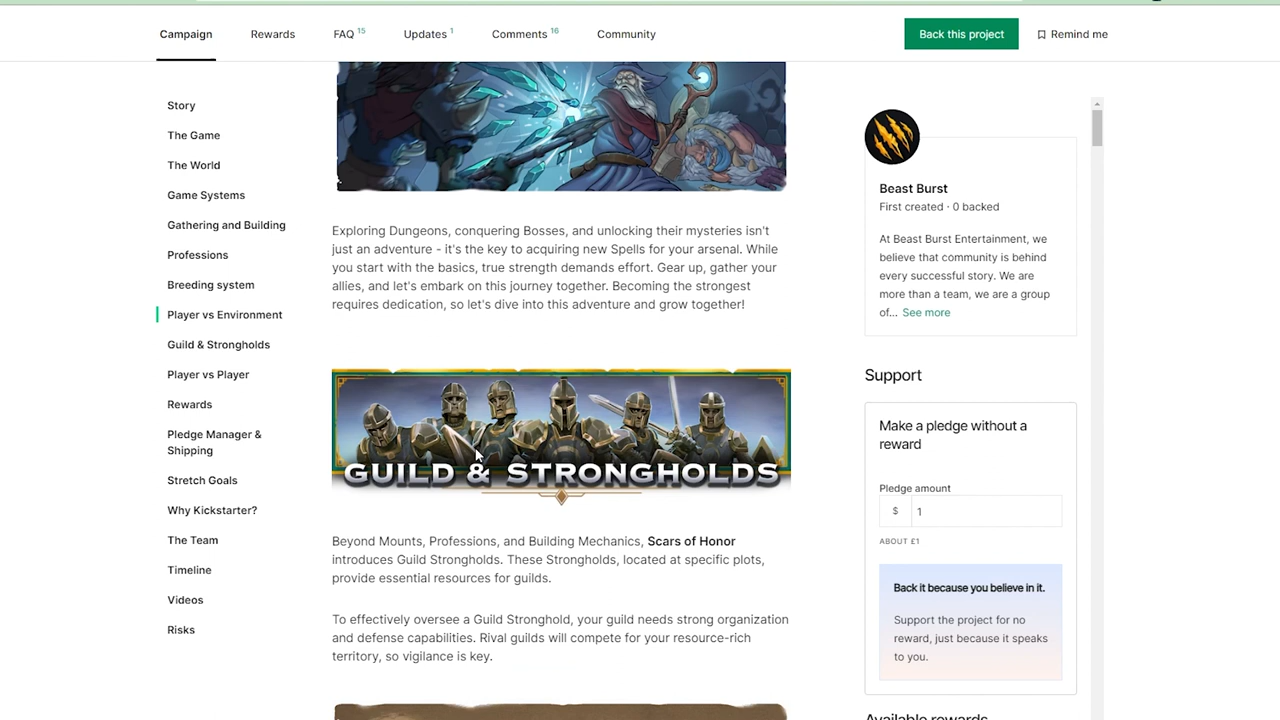 Campaign
Rewards
FAQ 15
Updates 1
Comments 16
Community
Back this project
Remind me
Story
The Game
The World
Game Systems
Gathering and Building
Professions
Breeding system
Player vs Environment
Guild & Strongholds
Player vs Player
Rewards
Pledge Manager &
Shipping
Stretch Goals
Why Kickstarter?
The Team
Timeline
Videos
Risks
Exploring Dungeons, conquering Bosses, and unlocking their mysteries isn't
just an adventure - it's the key to acquiring new Spells for your arsenal. While
you start with the basics, true strength demands effort. Gear up, gather your
allies, and let's embark on this journey together. Becoming the strongest
requires dedication, so let's dive into this adventure and grow together!
GUILD & STRONGHOLDS
Beyond Mounts, Professions, and Building Mechanics, Scars of Honor
introduces Guild Strongholds. These Strongholds, located at specific plots,
provide essential resources for guilds.
To effectively oversee a Guild Stronghold, your guild needs strong organization
and defense capabilities. Rival guilds will compete for your resource-rich
territory, so vigilance is key.
Beast Burst
First created · 0 backed
At Beast Burst Entertainment, we
believe that community is behind
every successful story. We are
more than a team, we are a group
of... See more
Support
Make a pledge without a
reward
Pledge amount
$ 1
ABOUT £1
Back it because you believe in it.
Support the project for no
reward, just because it speaks
to you.
Available rewards